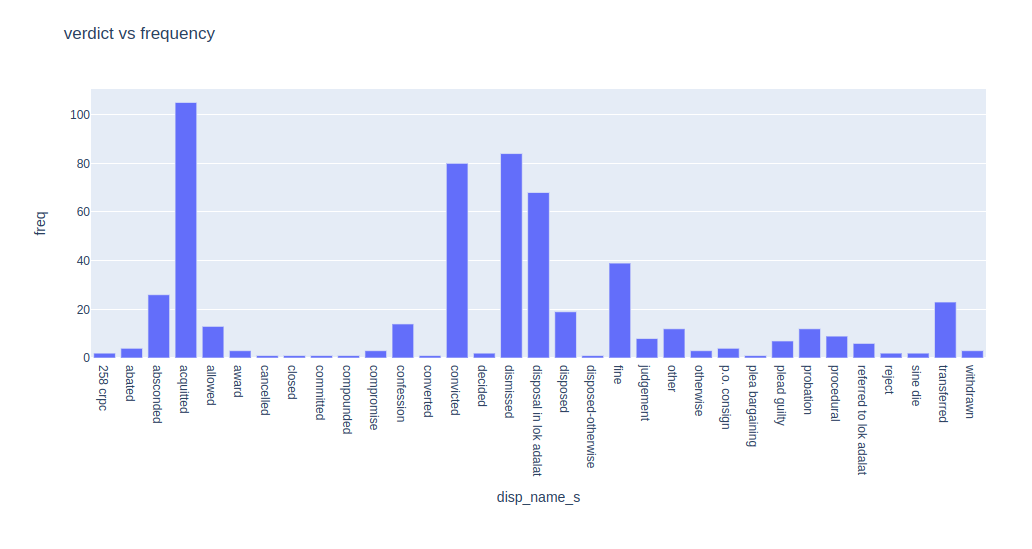 verdict vs frequency
100
80
60
40
20
0
freq
258 crpc
abated
absconded
acquitted
allowed
award
cancelled
closed
committed
compounded
compromise
confession
converted
convicted
decided
dismissed
disposal in lok adalat
disposed
disposed-otherwise
fine
judgement
other
otherwise
p.o. consign
plea bargaining
plead guilty
probation
procedural
referred to lok adalat
reject
sine die
transferred
withdrawn
disp_name_s